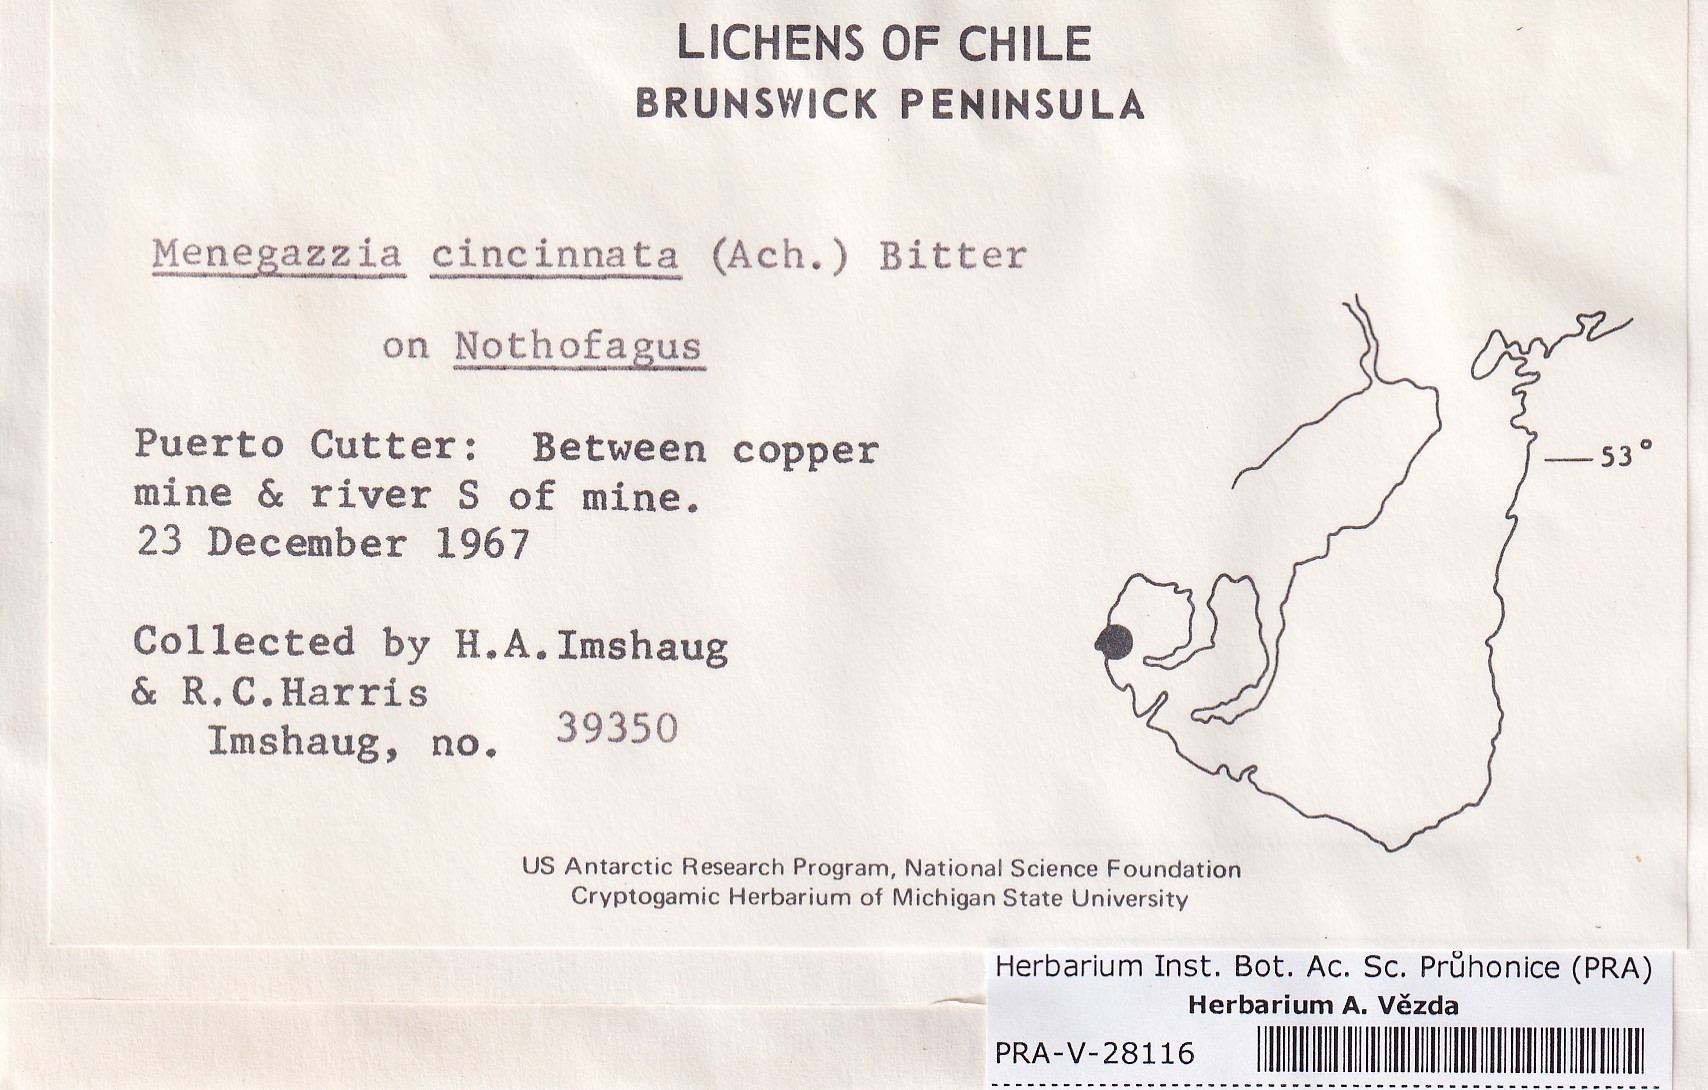 LICHENS OF CHILE
BRUNSWICK PENINSULA
Menegazzia cincinnata (Ach.) Bitter
on Nothofagus
Puerto Cutter: Between copper
mine & river S of mine.
23 December 1967
Collected by H.A.Imshaug
& R.C.Harris
Imshaug, no. 39350
53°
US Antarctic Research Program, National Science Foundation
Cryptogamic Herbarium of Michigan State University
Herbarium Inst. Bot. Ac. Sc. Průhonice (PRA)
Herbarium A. Vězda
PRA-V-28116